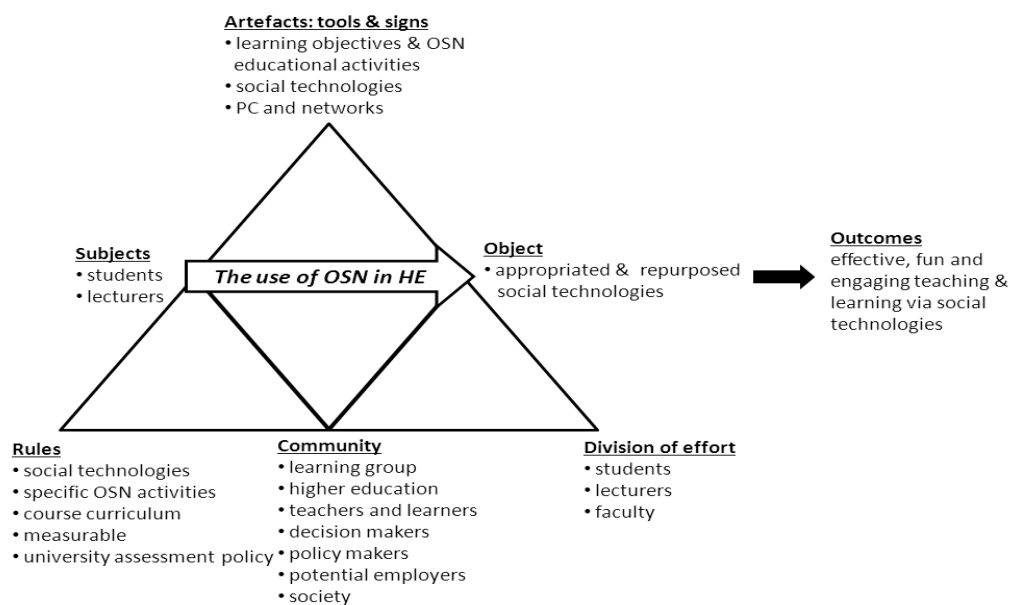 Artefacts: tools & signs
• learning objectives & OSN
educational activities
• social technologies
• PC and networks
Subjects
• students
• lecturers
The use of OSN in HE
Object
• appropriated & repurposed
social technologies
Outcomes
effective, fun and
engaging teaching &
learning via social
technologies
Rules
• social technologies
• specific OSN activities
• course curriculum
• measurable
• university assessment policy
Community
• learning group
• higher education
• teachers and learners
• decision makers
• policy makers
• potential employers
• society
Division of effort
• students
• lecturers
• faculty